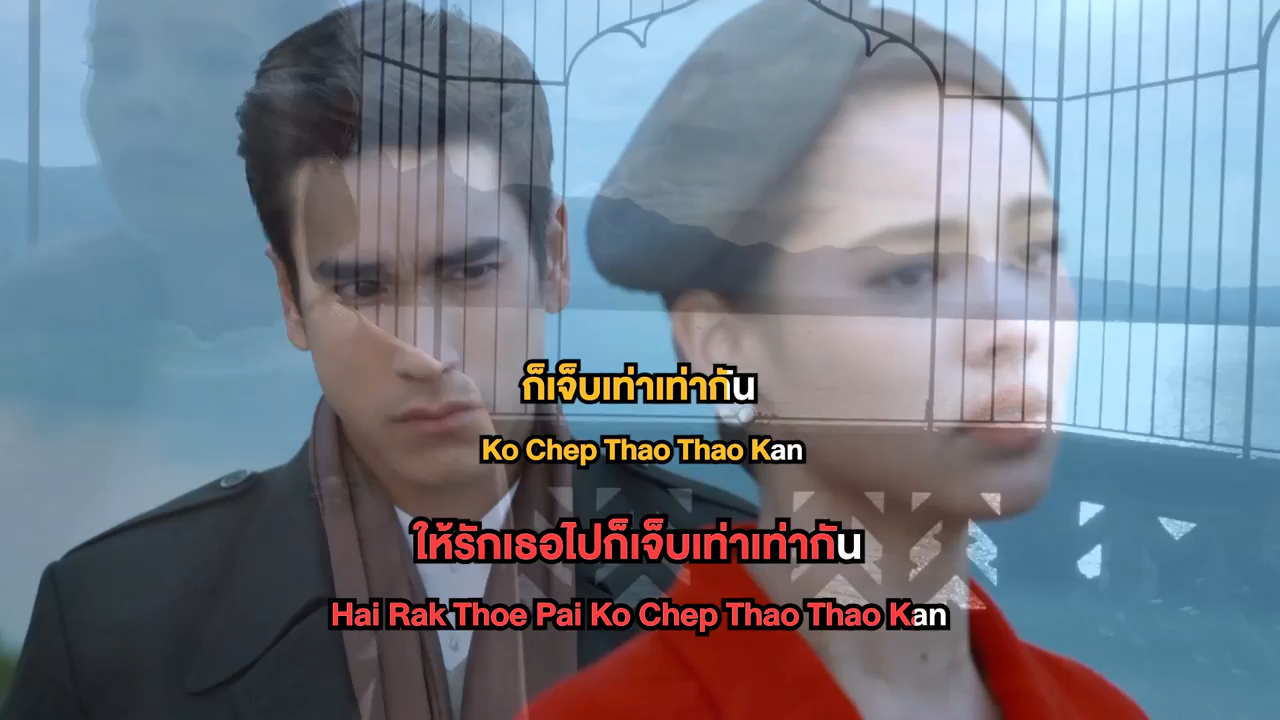 ก็เจ็บเท่าเท่ากัน
Ko Chep Thao Thao Kan
ให้รักเธอไปก็เจ็บเท่าเท่ากัน
Hai Rak Thoe Pai Ko Chep Thao Thao Kan